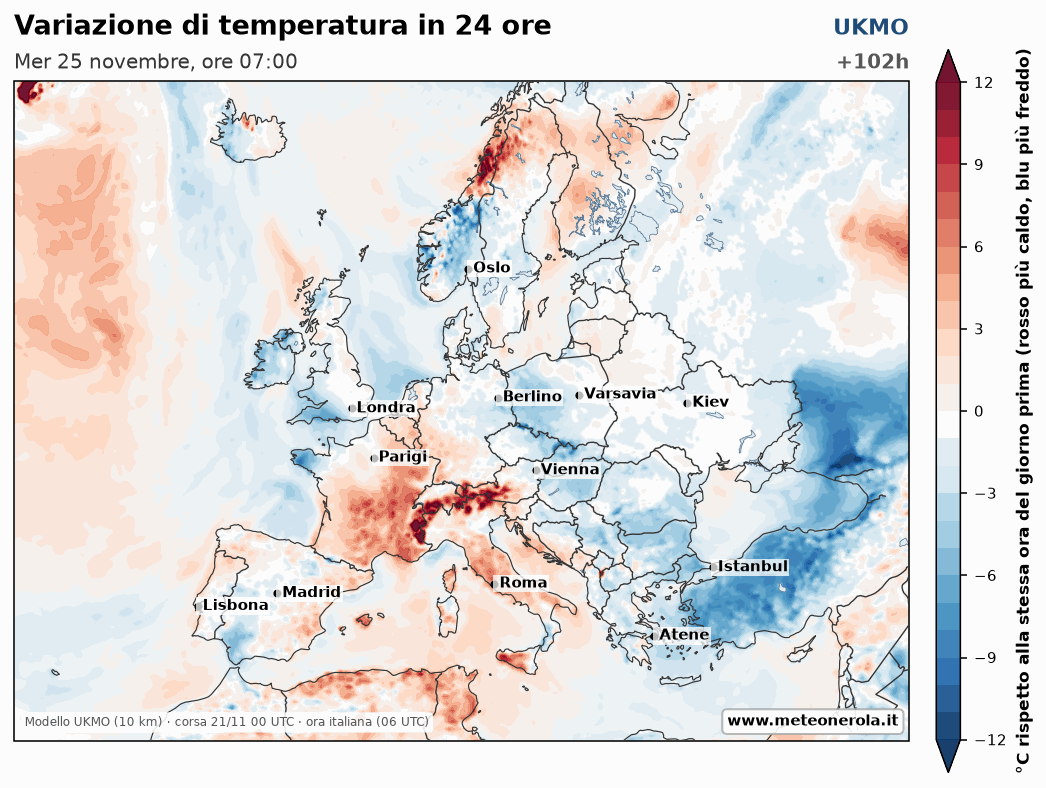 Variazione di temperatura in 24 ore
UKMO
Mer 25 novembre, ore 07:00
+102h
Oslo
Londra
Berlino
Varsavia
Kiev
Parigi
Vienna
Istanbul
Roma
Madrid
Lisbona
Atene
Modello UKMO (10 km) · corsa 21/11 00 UTC · ora italiana (06 UTC)
www.meteonerola.it
12
9
6
3
0
−3
−6
−9
−12
°C rispetto alla stessa ora del giorno prima (rosso più caldo, blu più freddo)